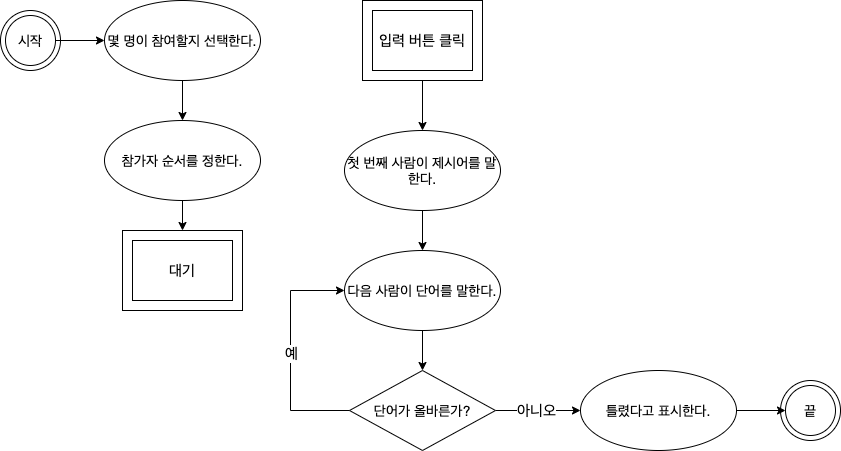 시작
몇 명이 참여할지 선택한다.
참가자 순서를 정한다.
대기
입력 버튼 클릭
첫 번째 사람이 제시어를 말
한다.
다음 사람이 단어를 말한다.
예
단어가 올바른가?
아니오
틀렸다고 표시한다.
끝